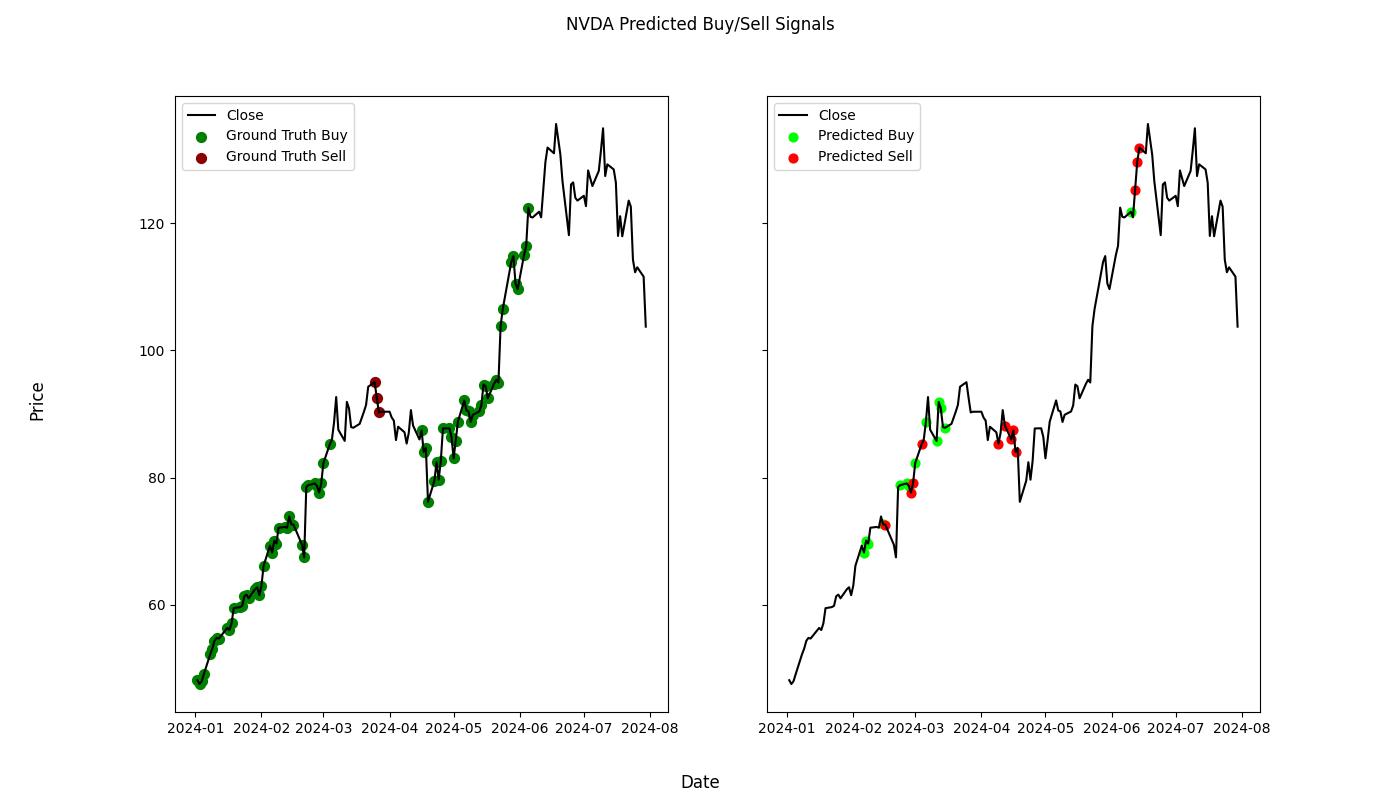 NVDA Predicted Buy/Sell Signals
Close
Ground Truth Buy
Ground Truth Sell
Close
Predicted Buy
Predicted Sell
120
100
80
60
Price
2024-01 2024-02 2024-03 2024-04 2024-05 2024-06 2024-07 2024-08
2024-01 2024-02 2024-03 2024-04 2024-05 2024-06 2024-07 2024-08
Date